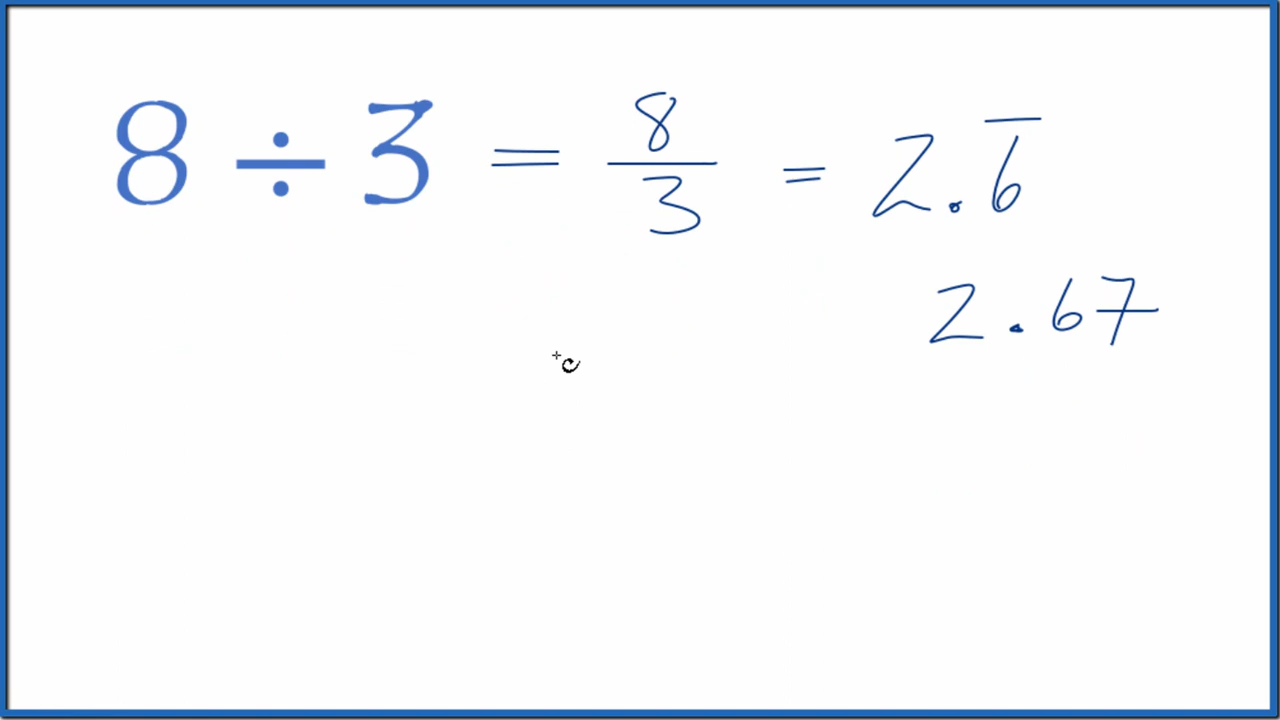 8 ÷ 3 = 8/3 = 2.6̅
2.67